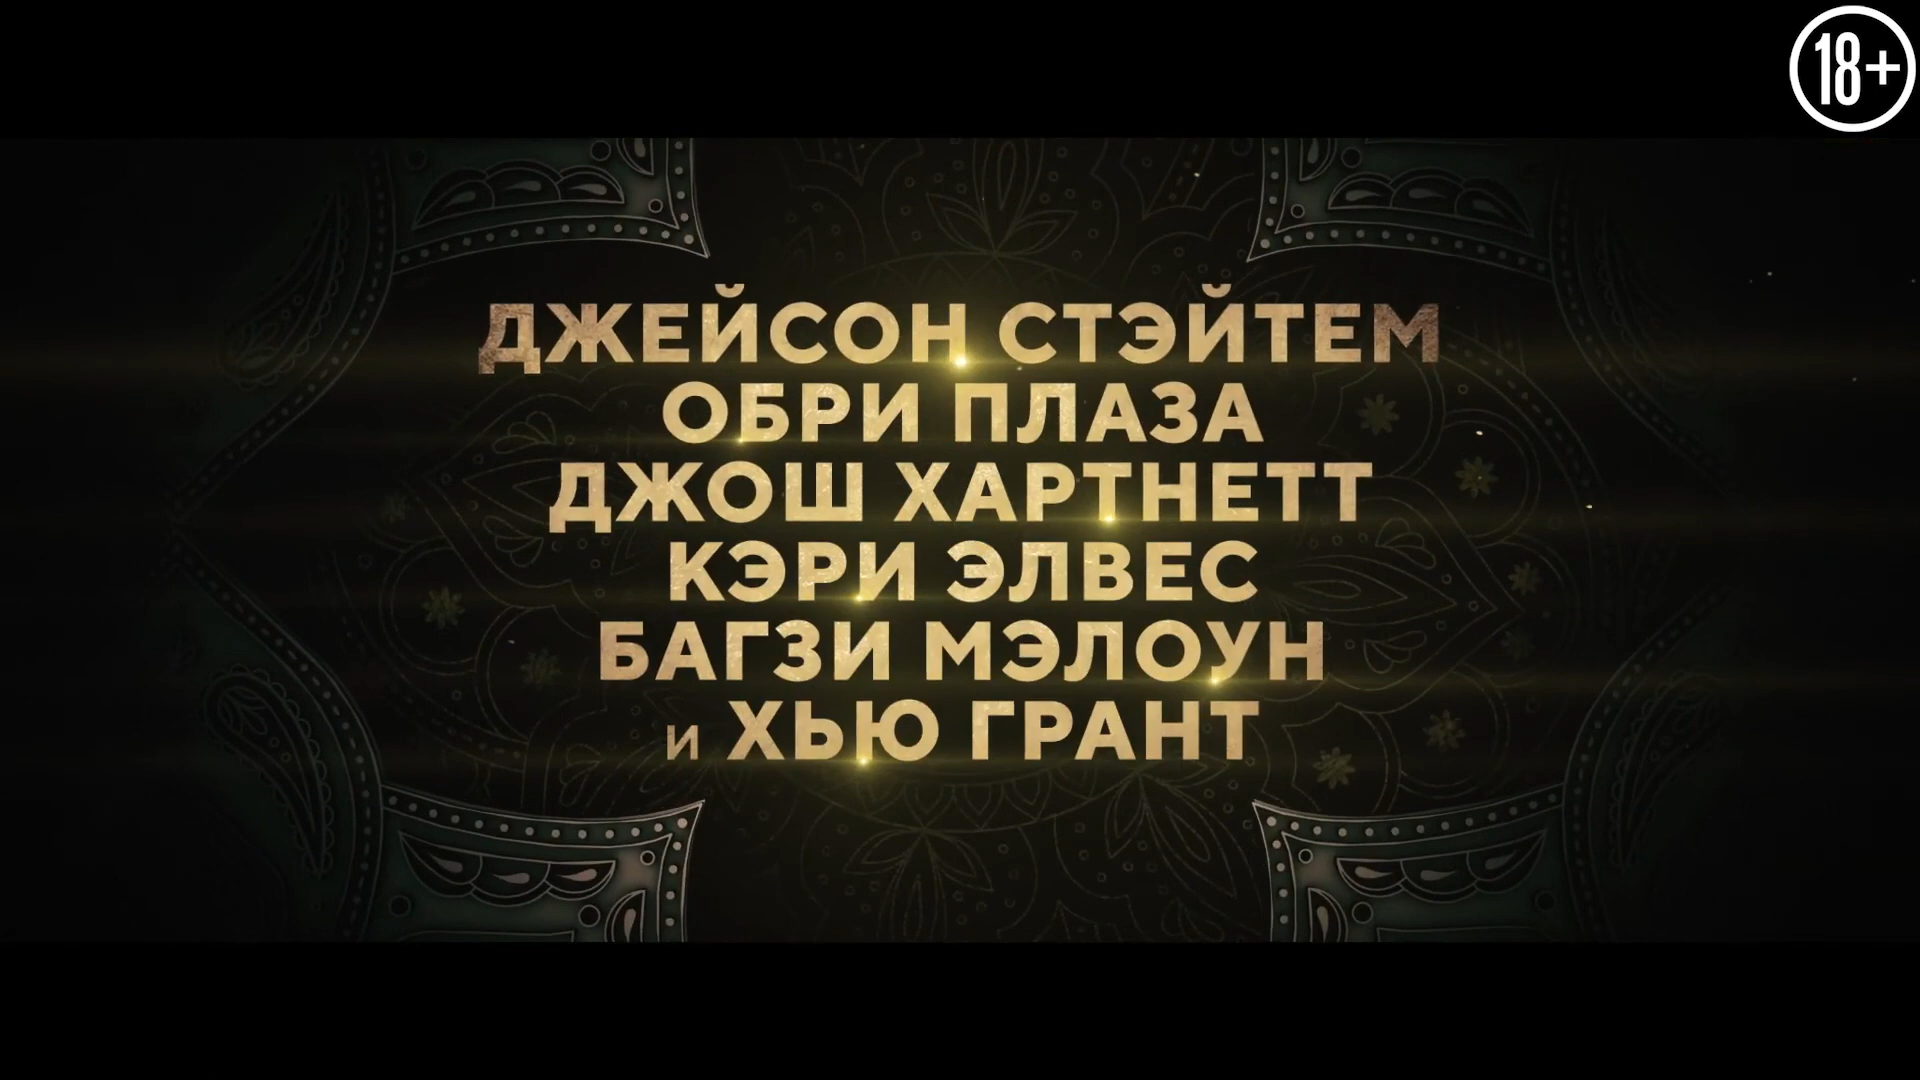 18+
ДЖЕЙСОН СТЭЙТЕМ
ОБРИ ПЛАЗА
ДЖОШ ХАРТНЕТТ
КЭРИ ЭЛВЕС
БАГЗИ МЭЛОУН
и ХЬЮ ГРАНТ